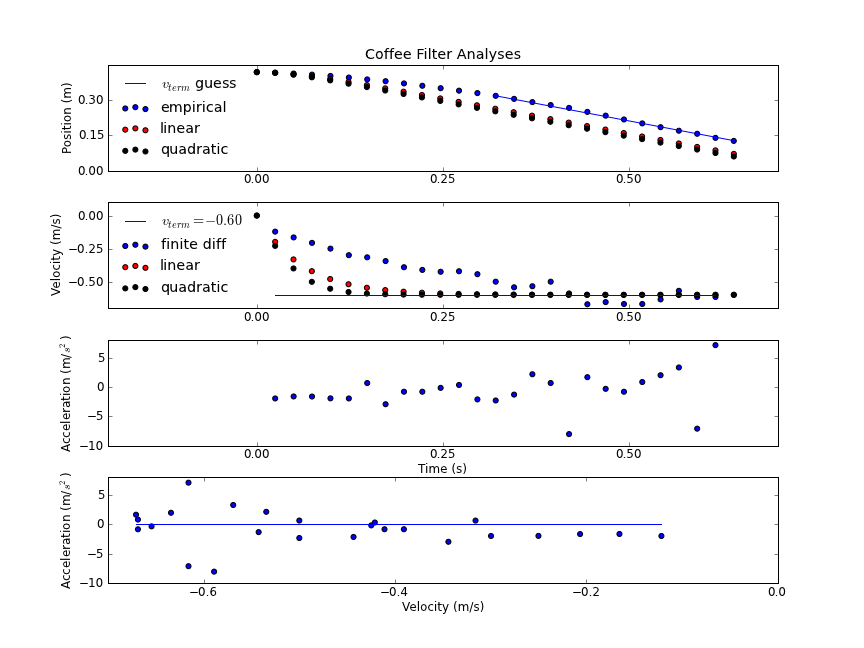 Coffee Filter Analyses
Position (m)
0.30
0.15
0.00
v_term guess
empirical
linear
quadratic
0.00 0.25 0.50
Velocity (m/s)
0.00
−0.25
−0.50
v_term = −0.60
finite diff
linear
quadratic
0.00 0.25 0.50
Acceleration (m/s²)
5
0
−5
−10
0.00 0.25 0.50
Time (s)
Acceleration (m/s²)
5
0
−5
−10
−0.6 −0.4 −0.2 0.0
Velocity (m/s)